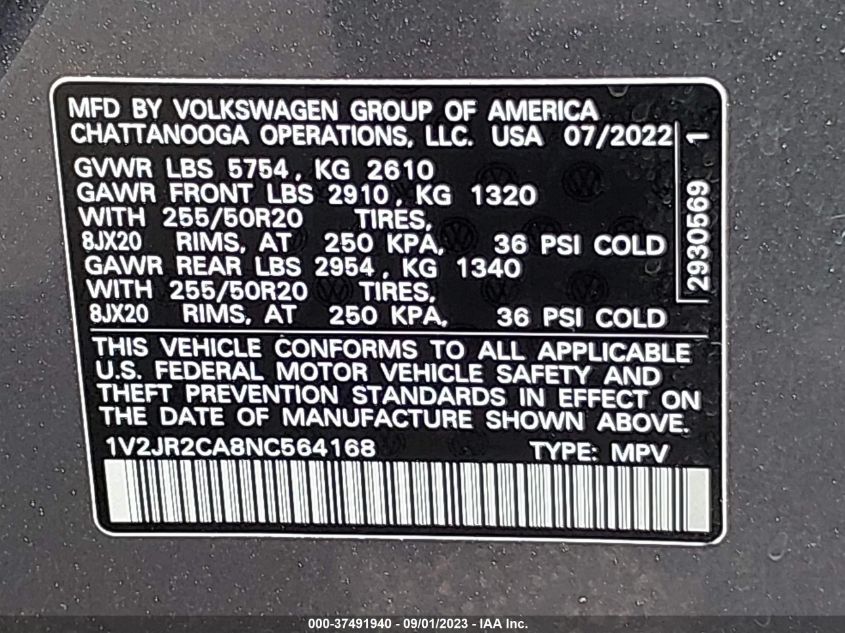 MFD BY VOLKSWAGEN GROUP OF AMERICA
CHATTANOOGA OPERATIONS, LLC. USA 07/2022
GVWR LBS 5754, KG 2610
GAWR FRONT LBS 2910, KG 1320
WITH 255/50R20 TIRES,
8JX20 RIMS, AT 250 KPA, 36 PSI COLD
GAWR REAR LBS 2954, KG 1340
WITH 255/50R20 TIRES,
8JX20 RIMS, AT 250 KPA, 36 PSI COLD
2930569 1
THIS VEHICLE CONFORMS TO ALL APPLICABLE
U.S. FEDERAL MOTOR VEHICLE SAFETY AND
THEFT PREVENTION STANDARDS IN EFFECT ON
THE DATE OF MANUFACTURE SHOWN ABOVE.
1V2JR2CA8NC564168 TYPE: MPV
000-37491940 - 09/01/2023 - IAA Inc.